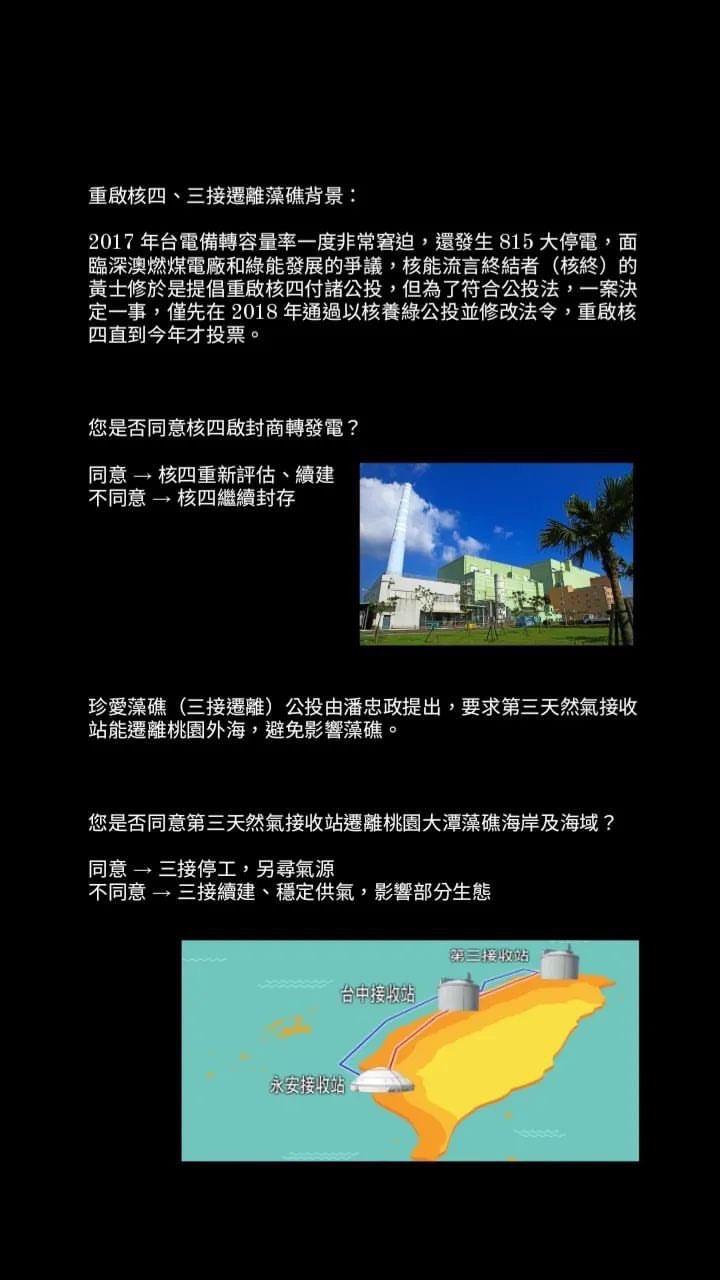 重啟核四、三接遷離藻礁背景：
2017 年台電備轉容量率一度非常窘迫，還發生 815 大停電，面
臨深澳燃煤電廠和綠能發展的爭議，核能流言終結者（核終）的
黃士修於是提倡重啟核四付諸公投，但為了符合公投法，一案決
定一事，僅先在 2018 年通過以核養綠公投並修改法令，重啟核
四直到今年才投票。
您是否同意核四啟封商轉發電？
同意 → 核四重新評估、續建
不同意 → 核四繼續封存
珍愛藻礁（三接遷離）公投由潘忠政提出，要求第三天然氣接收
站能遷離桃園外海，避免影響藻礁。
您是否同意第三天然氣接收站遷離桃園大潭藻礁海岸及海域？
同意 → 三接停工，另尋氣源
不同意 → 三接續建、穩定供氣，影響部分生態
第三接收站
台中接收站
永安接收站